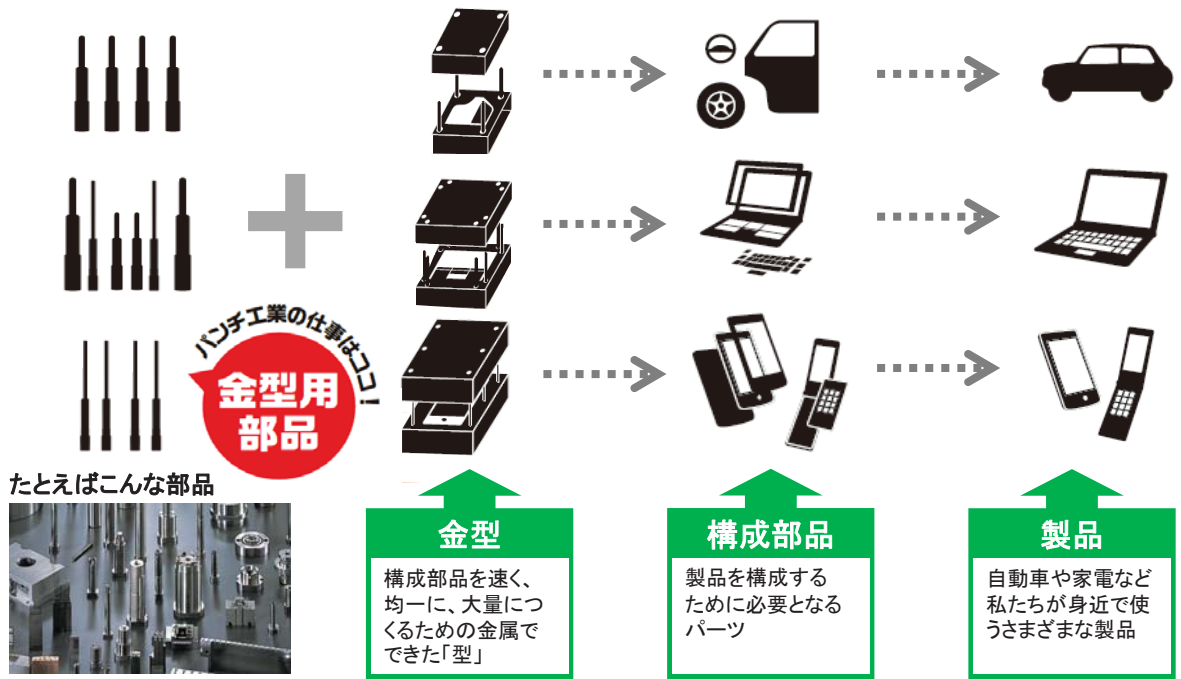 パンチ工業の仕事はココ!
金型用
部品
たとえばこんな部品
金型
構成部品を速く、
均一に、大量につ
くるための金属で
できた「型」
構成部品
製品を構成する
ために必要となる
パーツ
製品
自動車や家電など
私たちが身近で使
うさまざまな製品